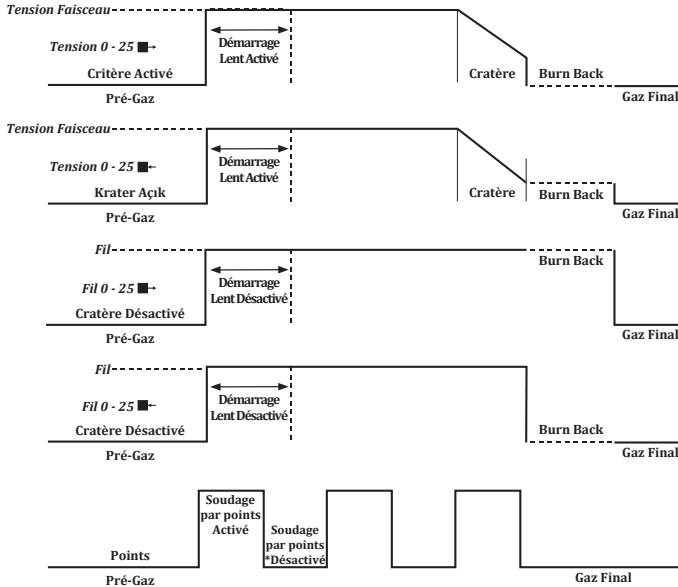 Tension Faisceau
Tension 0 - 25
Démarrage
Lent Activé
Critère Activé
Cratère
Burn Back
Pré-Gaz
Gaz Final
Tension Faisceau
Tension 0 - 25
Démarrage
Lent Activé
Krater Açık
Cratère
Burn Back
Pré-Gaz
Gaz Final
Fil
Burn Back
Fil 0 - 25
Démarrage
Lent Désactivé
Cratère Désactivé
Pré-Gaz
Gaz Final
Fil
Fil 0 - 25
Démarrage
Lent Désactivé
Cratère Désactivé
Burn Back
Pré-Gaz
Gaz Final
Soudage
par points
Activé
Soudage
par points
*Désactivé
Points
Pré-Gaz
Gaz Final